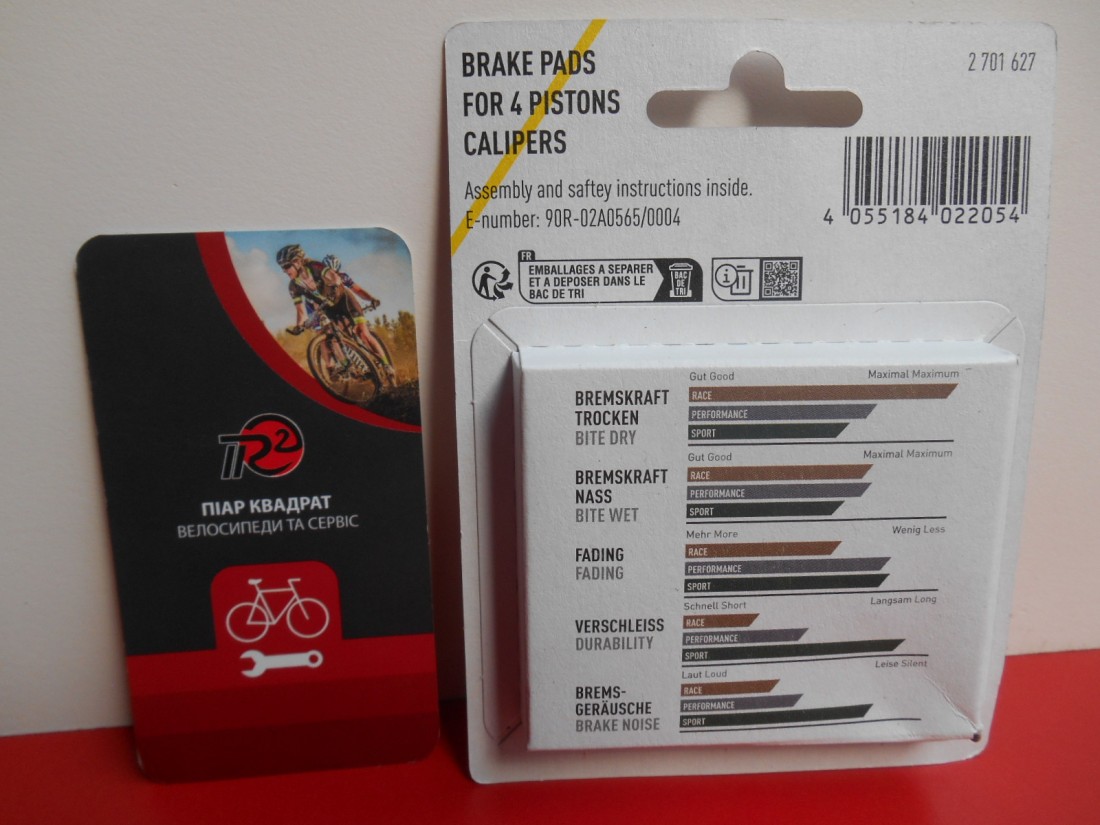 ПІАР КВАДРАТ
ВЕЛОСИПЕДИ ТА СЕРВІС
BRAKE PADS
FOR 4 PISTONS
CALIPERS
2 701 627
Assembly and saftey instructions inside.
E-number: 90R-02A0565/0004
4 055184 022054
FR
EMBALLAGES A SEPARER
ET A DEPOSER DANS LE
BAC DE TRI
BAC
DE
TRI
BREMSKRAFT
TROCKEN
BITE DRY
Gut Good Maximal Maximum
RACE
PERFORMANCE
SPORT
BREMSKRAFT
NASS
BITE WET
Gut Good Maximal Maximum
RACE
PERFORMANCE
SPORT
FADING
FADING
Mehr More Wenig Less
RACE
PERFORMANCE
SPORT
VERSCHLEISS
DURABILITY
Schnell Short Langsam Long
RACE
PERFORMANCE
SPORT
BREMS-
GERÄUSCHE
BRAKE NOISE
Laut Loud Leise Silent
RACE
PERFORMANCE
SPORT